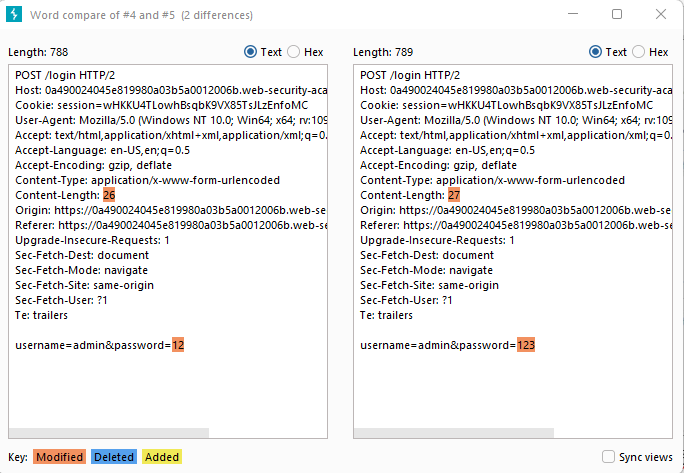 Word compare of #4 and #5 (2 differences)
Length: 788
Text
Hex
POST /login HTTP/2
Host: 0a490024045e819980a03b5a0012006b.web-security-aca
Cookie: session=wHKKU4TLowhBsqbK9VX85TsJLzEnfoMC
User-Agent: Mozilla/5.0 (Windows NT 10.0; Win64; x64; rv:109
Accept: text/html,application/xhtml+xml,application/xml;q=0.
Accept-Language: en-US,en;q=0.5
Accept-Encoding: gzip, deflate
Content-Type: application/x-www-form-urlencoded
Content-Length: 26
Origin: https://0a490024045e819980a03b5a0012006b.web-se
Referer: https://0a490024045e819980a03b5a0012006b.web-s
Upgrade-Insecure-Requests: 1
Sec-Fetch-Dest: document
Sec-Fetch-Mode: navigate
Sec-Fetch-Site: same-origin
Sec-Fetch-User: ?1
Te: trailers
username=admin&password=12
Length: 789
Text
Hex
POST /login HTTP/2
Host: 0a490024045e819980a03b5a0012006b.web-security-aca
Cookie: session=wHKKU4TLowhBsqbK9VX85TsJLzEnfoMC
User-Agent: Mozilla/5.0 (Windows NT 10.0; Win64; x64; rv:109
Accept: text/html,application/xhtml+xml,application/xml;q=0.
Accept-Language: en-US,en;q=0.5
Accept-Encoding: gzip, deflate
Content-Type: application/x-www-form-urlencoded
Content-Length: 27
Origin: https://0a490024045e819980a03b5a0012006b.web-se
Referer: https://0a490024045e819980a03b5a0012006b.web-s
Upgrade-Insecure-Requests: 1
Sec-Fetch-Dest: document
Sec-Fetch-Mode: navigate
Sec-Fetch-Site: same-origin
Sec-Fetch-User: ?1
Te: trailers
username=admin&password=123
Key: Modified Deleted Added
Sync views